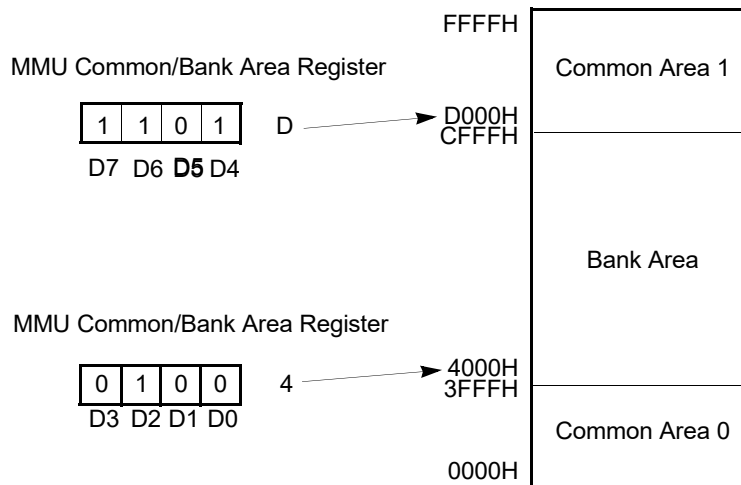 FFFFH
MMU Common/Bank Area Register
Common Area 1
1 1 0 1 D
D000H
CFFFH
D7 D6 D5 D4
Bank Area
MMU Common/Bank Area Register
0 1 0 0 4
4000H
3FFFH
D3 D2 D1 D0
Common Area 0
0000H